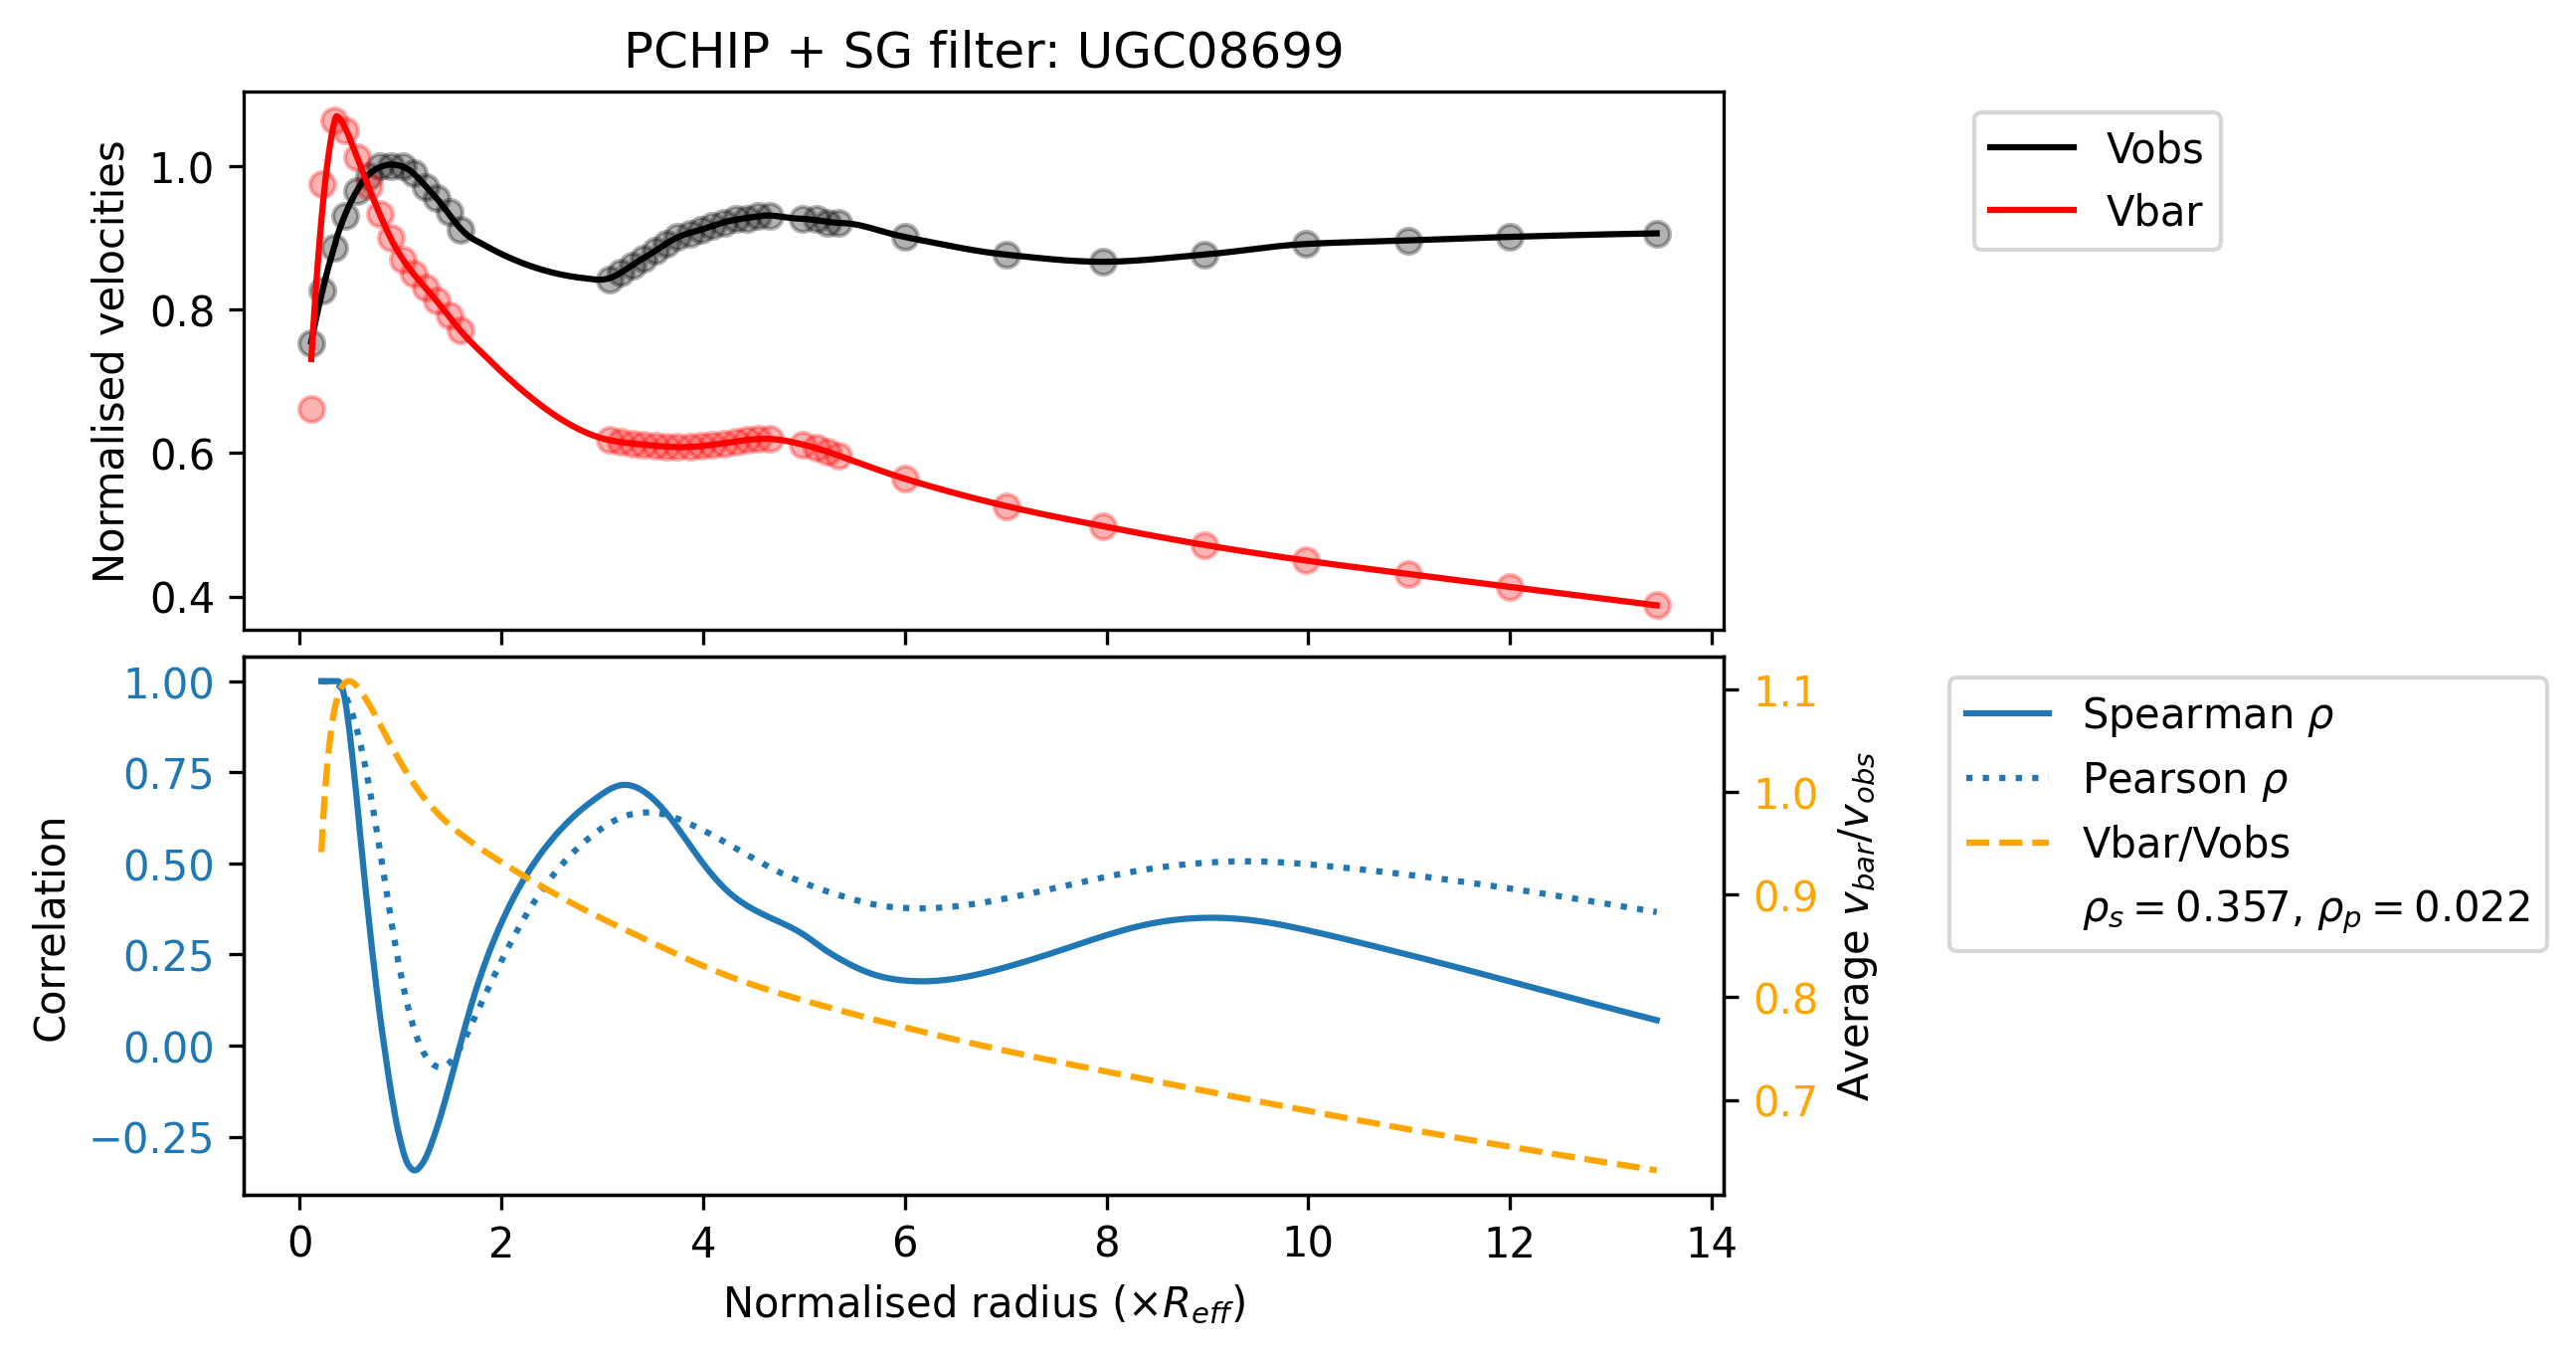 PCHIP + SG filter: UGC08699
Normalised velocities
1.0
0.8
0.6
0.4
Vobs
Vbar
Correlation
1.00
0.75
0.50
0.25
0.00
−0.25
1.1
1.0
0.9
0.8
0.7
Average v_bar/v_obs
Spearman ρ
Pearson ρ
Vbar/Vobs
ρ_s = 0.357, ρ_p = 0.022
0 2 4 6 8 10 12 14
Normalised radius (×R_eff)